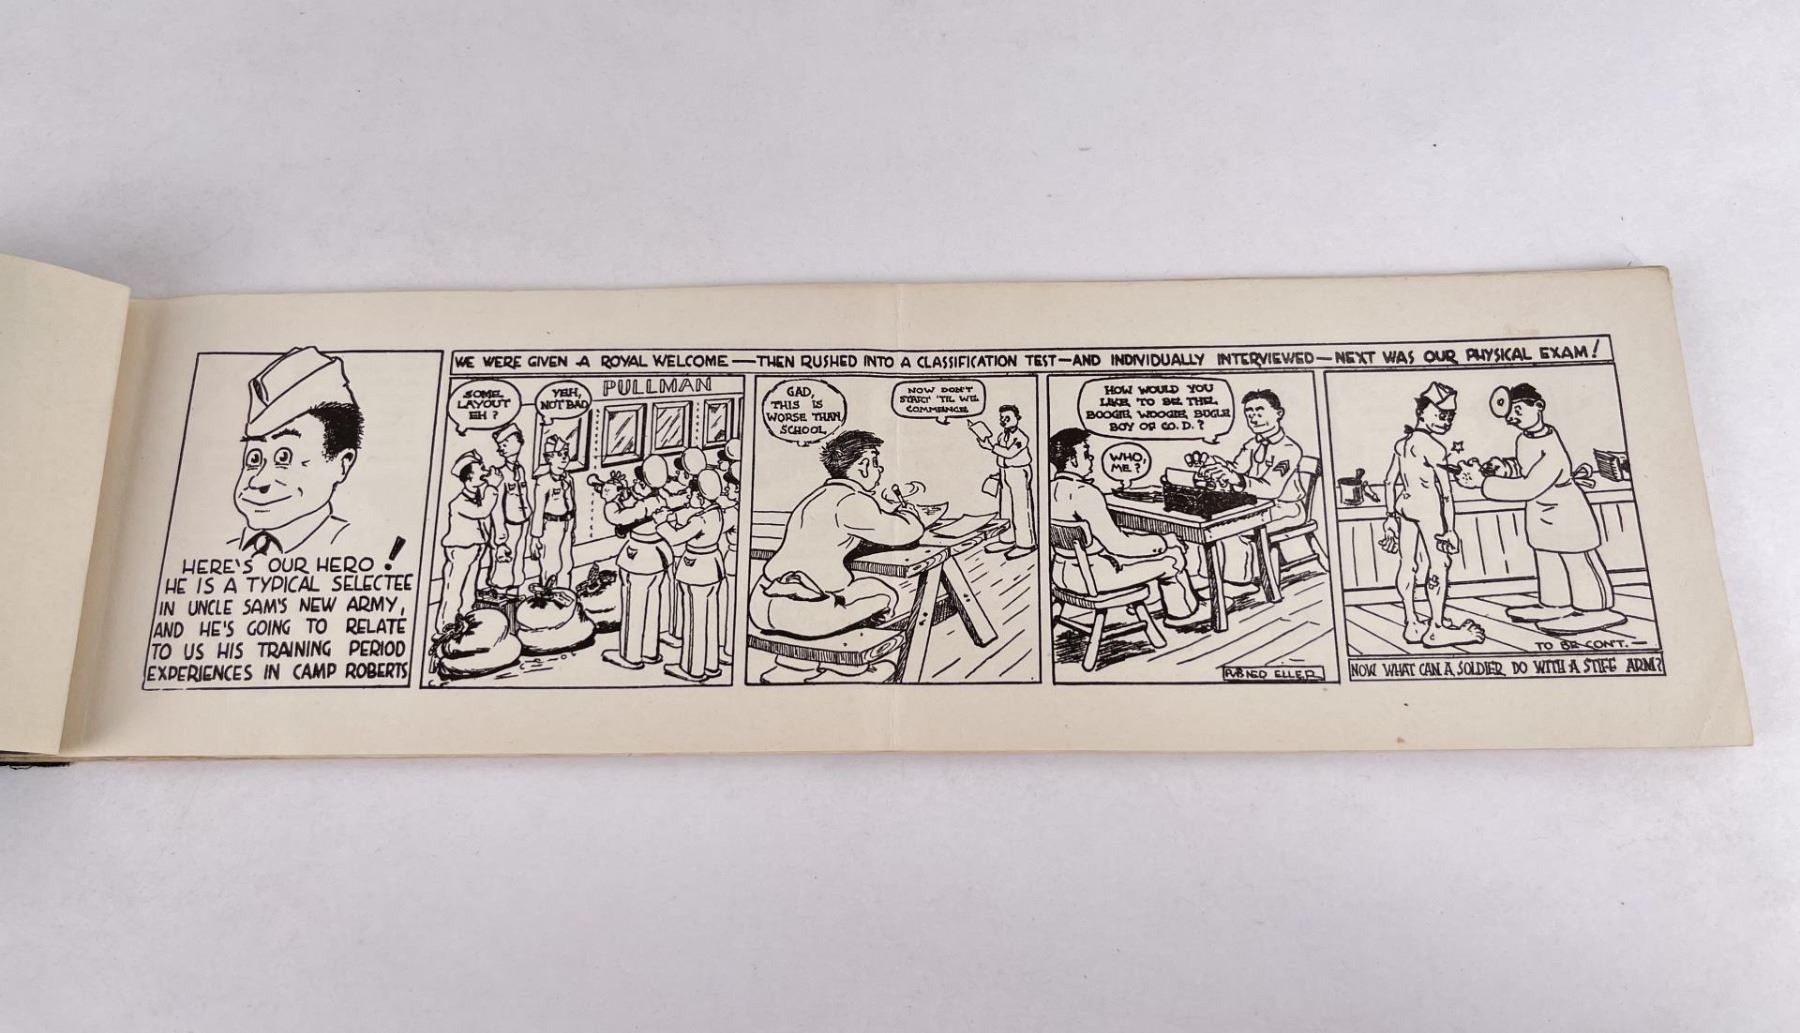 HERE'S OUR HERO!
HE IS A TYPICAL SELECTEE
IN UNCLE SAM'S NEW ARMY,
AND HE'S GOING TO RELATE
TO US HIS TRAINING PERIOD
EXPERIENCES IN CAMP ROBERTS
WE WERE GIVEN A ROYAL WELCOME — THEN RUSHED INTO A CLASSIFICATION TEST — AND INDIVIDUALLY INTERVIEWED — NEXT WAS OUR PHYSICAL EXAM!
SOME
LAYOUT
EH?
YEH,
NOT BAD
PULLMAN
GAD,
THIS IS
WORSE THAN
SCHOOL
NOW DON'T
START 'TIL WE
COMMENCE
HOW WOULD YOU
LIKE TO BE THE
BOOGIE WOOGIE BUGLE
BOY OF CO. D.?
WHO,
ME?
NED ELLER
TO BE CON'T. —
NOW WHAT CAN A SOLDIER DO WITH A STIFF ARM?